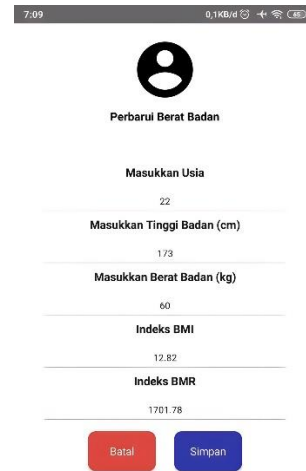 7:09 0,1KB/d
Perbarui Berat Badan
Masukkan Usia
22
Masukkan Tinggi Badan (cm)
173
Masukkan Berat Badan (kg)
60
Indeks BMI
12.82
Indeks BMR
1701.78
Batal Simpan